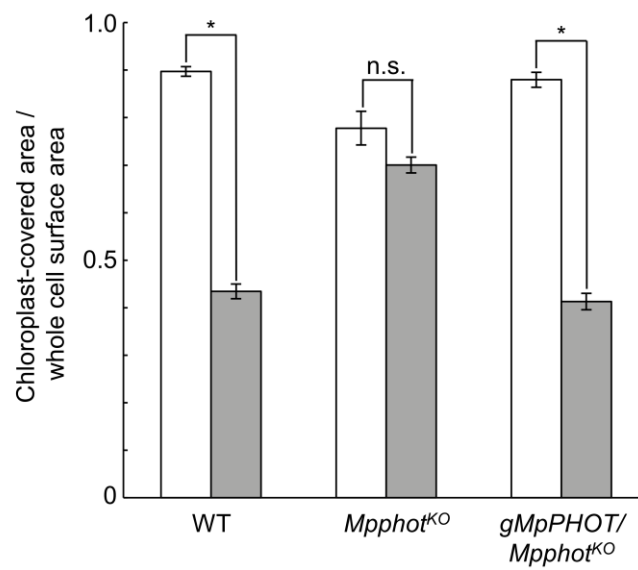 Chloroplast-covered area /
whole cell surface area
1.0
0.5
0
*
n.s.
*
WT
Mpphot^KO
gMpPHOT/
Mpphot^KO